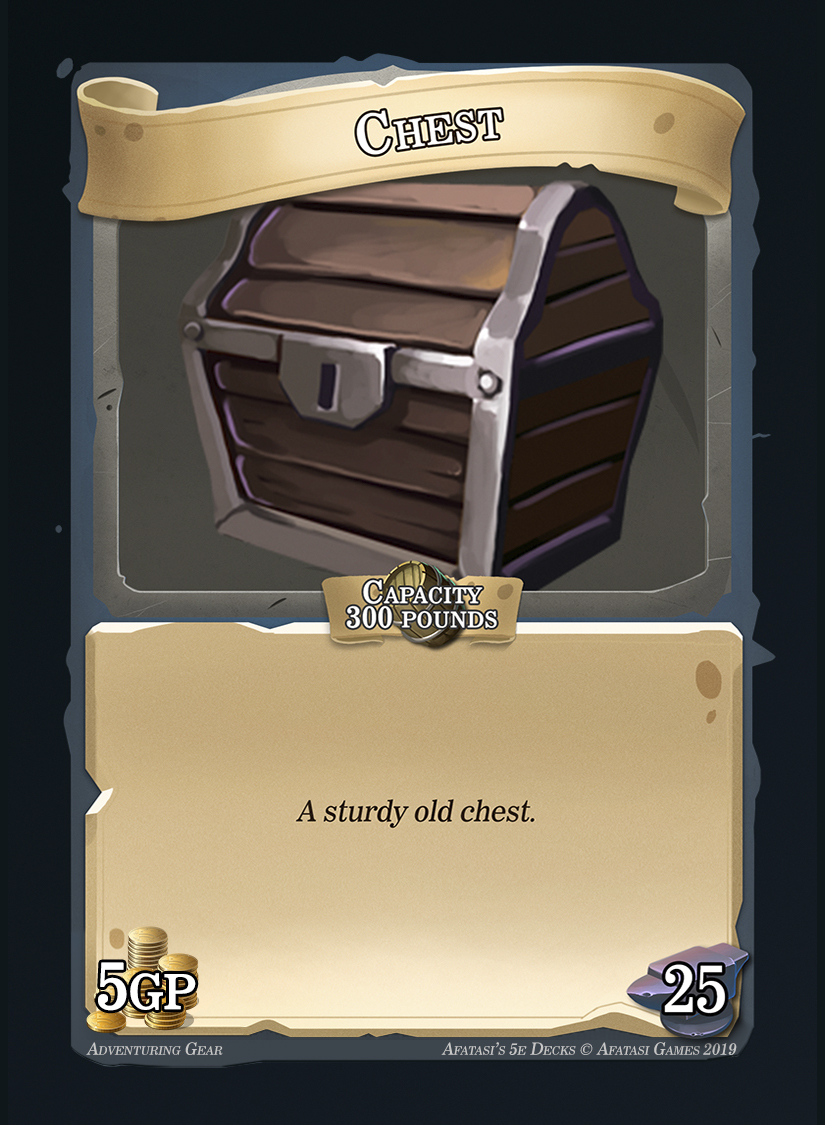 Chest
Capacity
300 pounds
A sturdy old chest.
5GP
25
Adventuring Gear
Afatasi's 5e Decks © Afatasi Games 2019